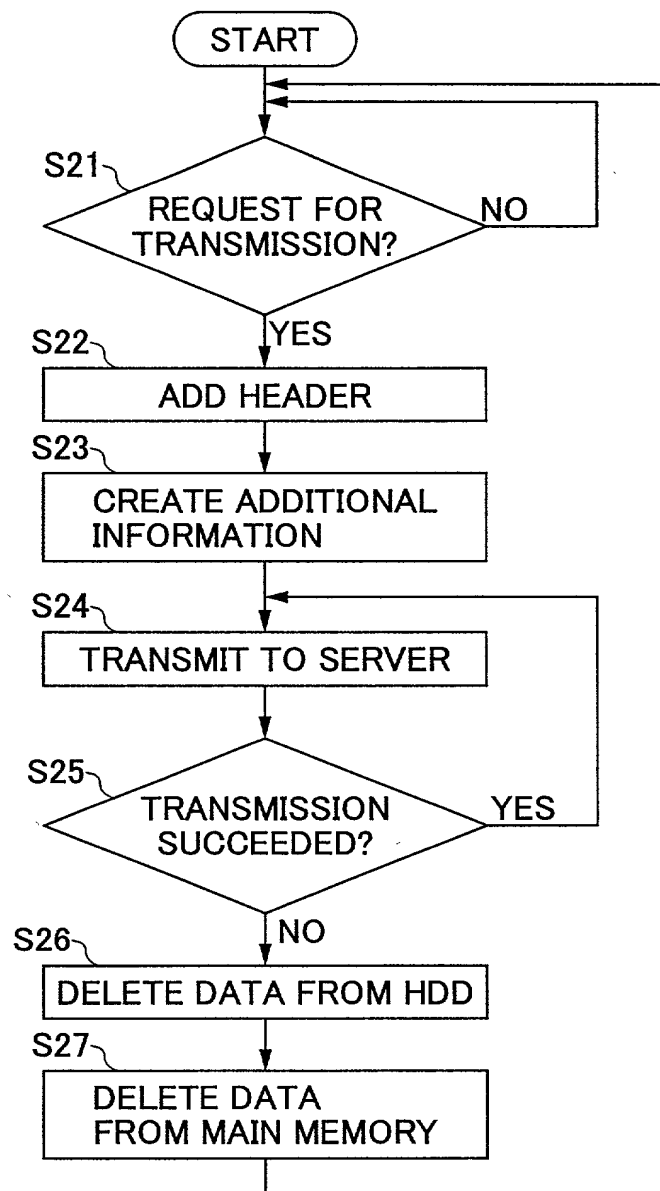 START
S21
REQUEST FOR
TRANSMISSION?
NO
YES
S22
ADD HEADER
S23
CREATE ADDITIONAL
INFORMATION
S24
TRANSMIT TO SERVER
S25
TRANSMISSION
SUCCEEDED?
YES
NO
S26
DELETE DATA FROM HDD
S27
DELETE DATA
FROM MAIN MEMORY